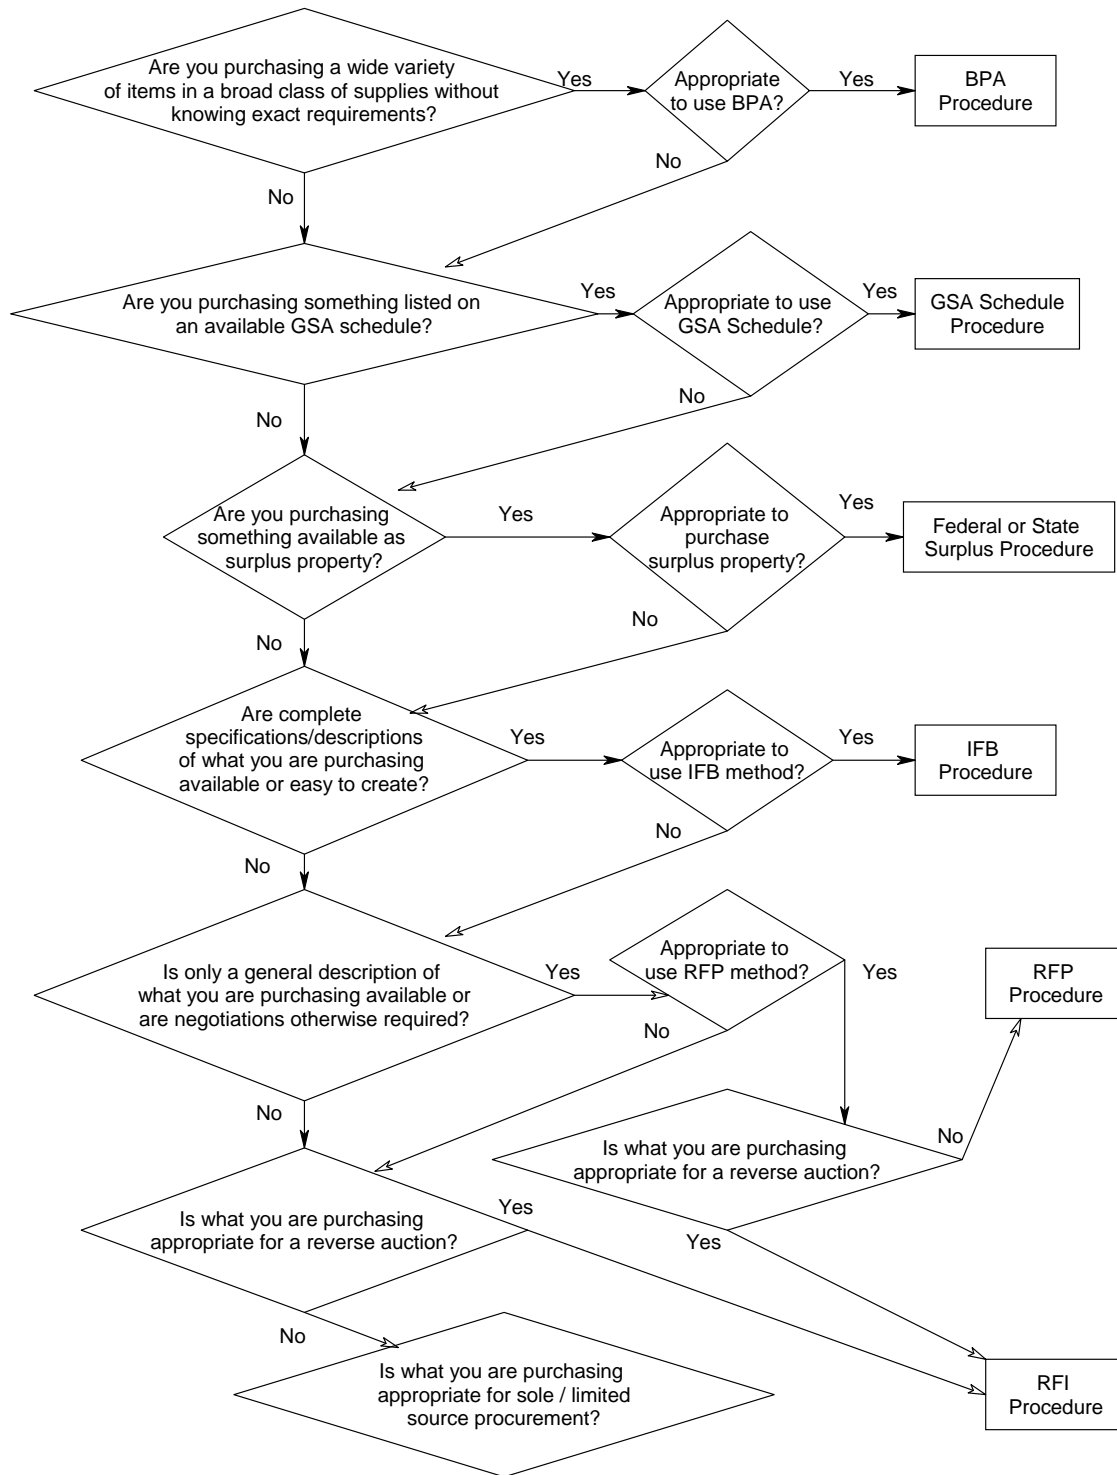 Are you purchasing a wide variety
of items in a broad class of supplies without
knowing exact requirements?
Yes
Appropriate
to use BPA?
Yes
BPA
Procedure
No
No
Are you purchasing something listed on
an available GSA schedule?
Yes
Appropriate to use
GSA Schedule?
Yes
GSA Schedule
Procedure
No
No
Are you purchasing
something available as
surplus property?
Yes
Appropriate to
purchase
surplus property?
Yes
Federal or State
Surplus Procedure
No
No
Are complete
specifications/descriptions
of what you are purchasing
available or easy to create?
Yes
Appropriate to
use IFB method?
Yes
IFB
Procedure
No
No
Is only a general description of
what you are purchasing available or
are negotiations otherwise required?
Yes
Appropriate to
use RFP method?
Yes
RFP
Procedure
No
No
Is what you are purchasing
appropriate for a reverse auction?
No
Is what you are purchasing
appropriate for a reverse auction?
Yes
Yes
No
Is what you are purchasing
appropriate for sole / limited
source procurement?
RFI
Procedure